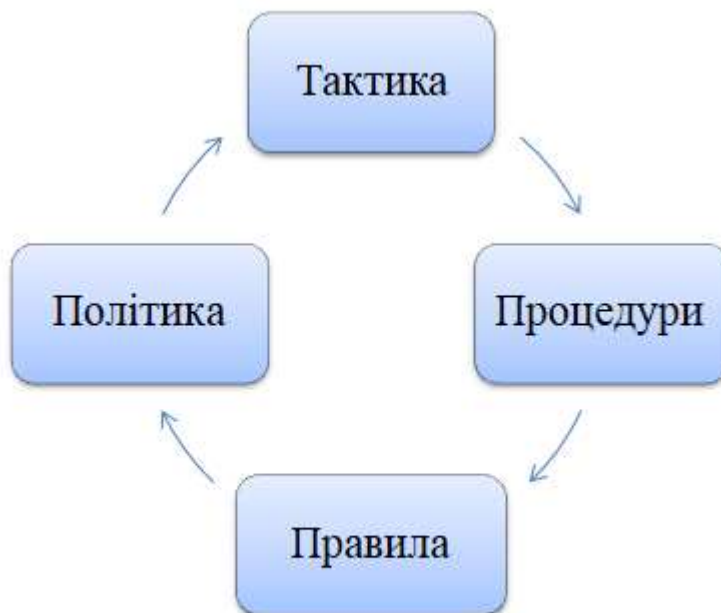 Тактика
Політика
Процедури
Правила